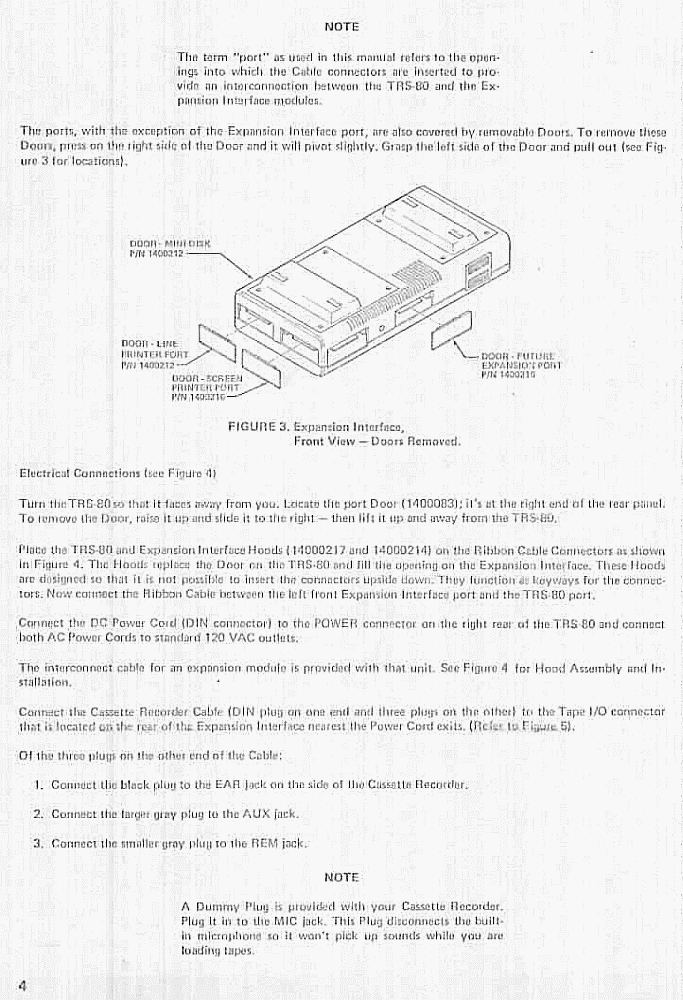 NOTE
The term "port" as used in this manual refers to the open-
ings into which the Cable connectors are inserted to pro-
vide an interconnection between the TRS-80 and the Ex-
pansion Interface modules.
The ports, with the exception of the Expansion Interface port, are also covered by removable Doors. To remove these
Doors, press on the right side of the Door and it will pivot slightly. Grasp the left side of the Door and pull out (see Fig-
ure 3 for locations).
DOOR - MINI DISK
P/N 1400212
DOOR - LINE
PRINTER PORT
P/N 1400212
DOOR - SCREEN
PRINTER PORT
P/N 1400216
DOOR - FUTURE
EXPANSION PORT
P/N 1400215
FIGURE 3. Expansion Interface,
Front View — Doors Removed.
Electrical Connections (see Figure 4)
Turn the TRS-80 so that it faces away from you. Locate the port Door (1400083); it's at the right end of the rear panel.
To remove the Door, raise it up and slide it to the right — then lift it up and away from the TRS-80.
Place the TRS-80 and Expansion Interface Hoods (14000217 and 14000214) on the Ribbon Cable Connectors as shown
in Figure 4. The Hoods replace the Door on the TRS-80 and fill the opening on the Expansion Interface. These Hoods
are designed so that it is not possible to insert the connectors upside down. They function as keyways for the connec-
tors. Now connect the Ribbon Cable between the left front Expansion Interface port and the TRS-80 port.
Connect the DC Power Cord (DIN connector) to the POWER connector on the right rear of the TRS-80 and connect
both AC Power Cords to standard 120 VAC outlets.
The interconnect cable for an expansion module is provided with that unit. See Figure 4 for Hood Assembly and In-
stallation.
Connect the Cassette Recorder Cable (DIN plug on one end and three plugs on the other) to the Tape I/O connector
that is located on the rear of the Expansion Interface nearest the Power Cord exits. (Refer to Figure 5).
Of the three plugs on the other end of the Cable:
1. Connect the black plug to the EAR jack on the side of the Cassette Recorder.
2. Connect the larger gray plug to the AUX jack.
3. Connect the smaller gray plug to the REM jack.
NOTE
A Dummy Plug is provided with your Cassette Recorder.
Plug it in to the MIC jack. This Plug disconnects the built-
in microphone so it won't pick up sounds while you are
loading tapes.
4